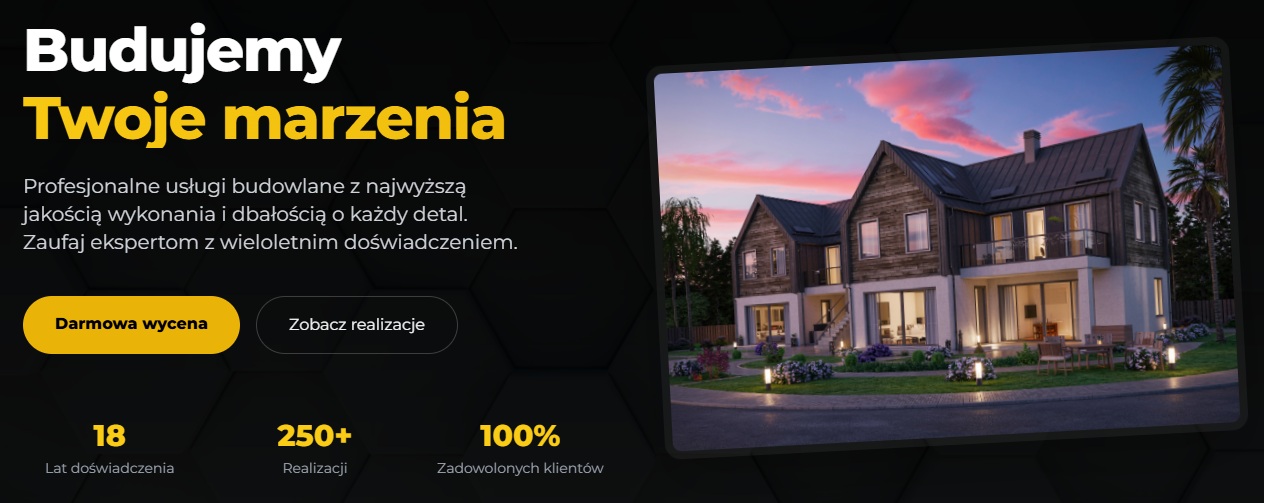 Budujemy
Twoje marzenia
Profesjonalne usługi budowlane z najwyższą
jakością wykonania i dbałością o każdy detal.
Zaufaj ekspertom z wieloletnim doświadczeniem.
Darmowa wycena
Zobacz realizacje
18
Lat doświadczenia
250+
Realizacji
100%
Zadowolonych klientów